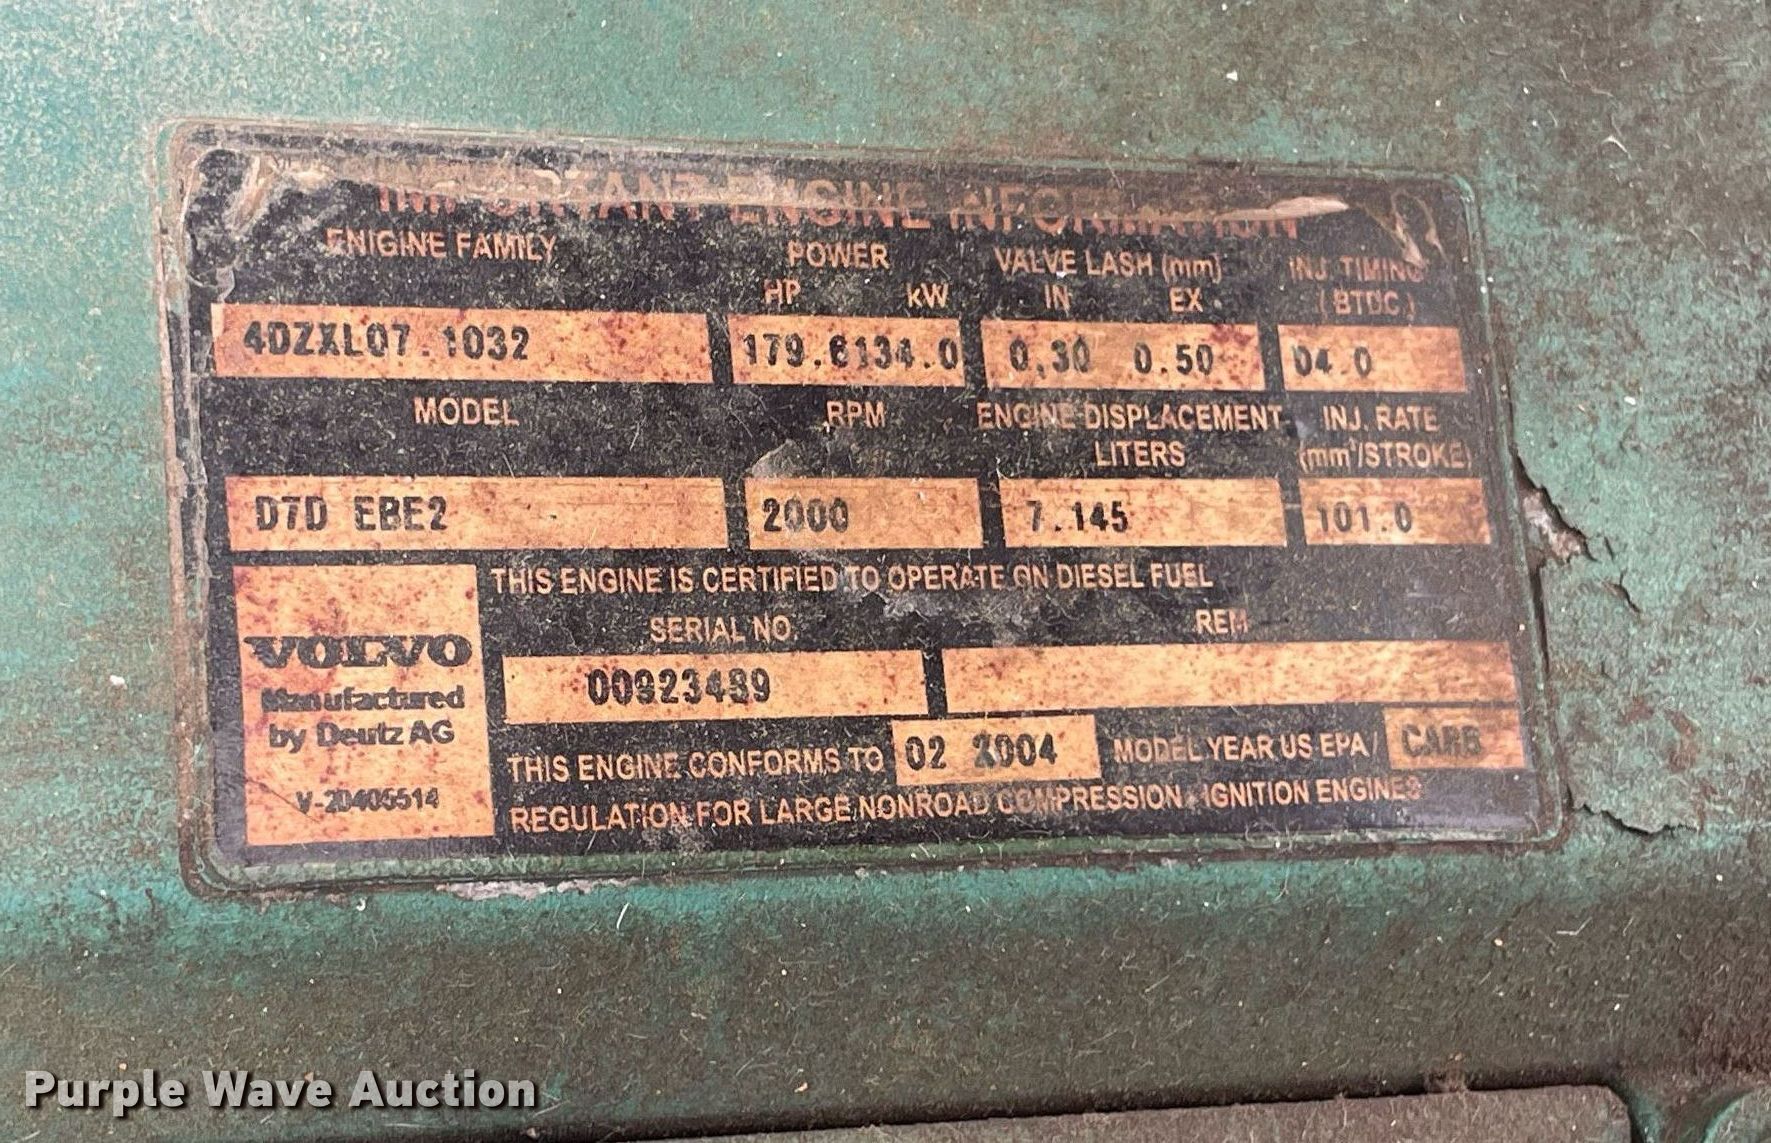 IMPORTANT ENGINE INFORMATION
ENIGINE FAMILY POWER VALVE LASH (mm) INJ. TIMING
HP kW IN EX (BTDC)
4DZXL07.1032 179.6134.0 0.30 0.50 04.0
MODEL RPM ENGINE DISPLACEMENT INJ. RATE
LITERS (mm³/STROKE)
D7D EBE2 2000 7.145 101.0
THIS ENGINE IS CERTIFIED TO OPERATE ON DIESEL FUEL
SERIAL NO. REM
VOLVO
Manufactured
by Deutz AG
V-20405514
00923489
THIS ENGINE CONFORMS TO 02 2004 MODEL YEAR US EPA / CARB
REGULATION FOR LARGE NONROAD COMPRESSION - IGNITION ENGINES
Purple Wave Auction